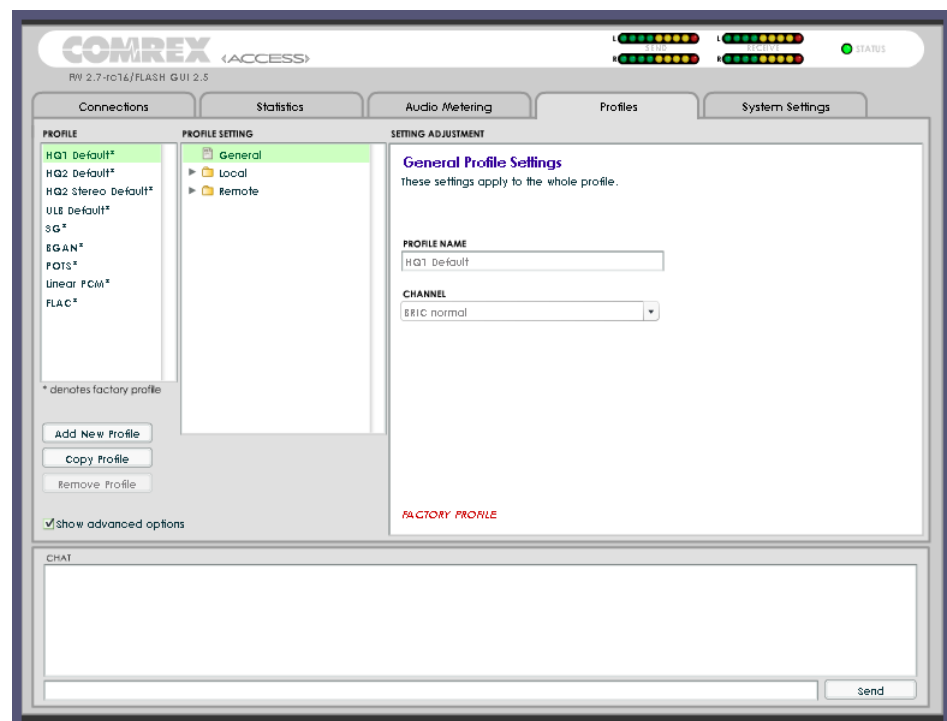 COMREX (ACCESS)
FW 2.7-rc16/FLASH GUI 2.5
L SEND R
L RECEIVE R
STATUS
Connections
Statistics
Audio Metering
Profiles
System Settings
PROFILE
HQ1 Default*
HQ2 Default*
HQ2 Stereo Default*
ULB Default*
3G*
BGAN*
POTS*
Linear PCM*
FLAC*
* denotes factory profile
Add New Profile
Copy Profile
Remove Profile
Show advanced options
PROFILE SETTING
General
Local
Remote
SETTING ADJUSTMENT
General Profile Settings
These settings apply to the whole profile.
PROFILE NAME
HQ1 Default
CHANNEL
BRIC normal
FACTORY PROFILE
CHAT
Send